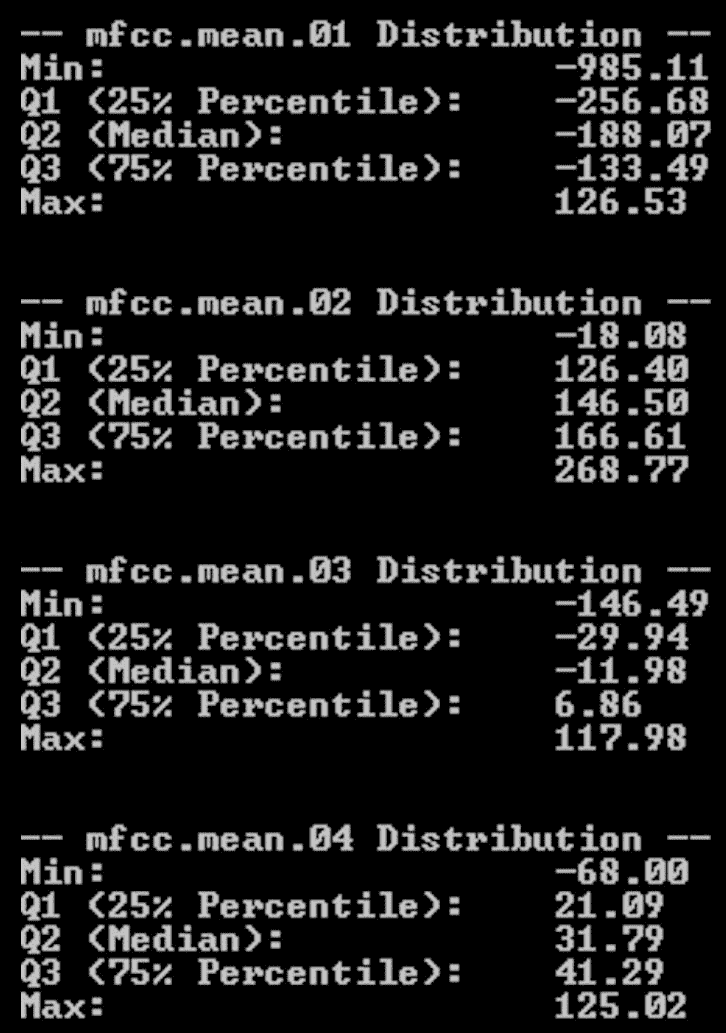 -- mfcc.mean.01 Distribution --
Min: -985.11
Q1 (25% Percentile): -256.68
Q2 (Median): -188.07
Q3 (75% Percentile): -133.49
Max: 126.53
-- mfcc.mean.02 Distribution --
Min: -18.08
Q1 (25% Percentile): 126.40
Q2 (Median): 146.50
Q3 (75% Percentile): 166.61
Max: 268.77
-- mfcc.mean.03 Distribution --
Min: -146.49
Q1 (25% Percentile): -29.94
Q2 (Median): -11.98
Q3 (75% Percentile): 6.86
Max: 117.98
-- mfcc.mean.04 Distribution --
Min: -68.00
Q1 (25% Percentile): 21.09
Q2 (Median): 31.79
Q3 (75% Percentile): 41.29
Max: 125.02